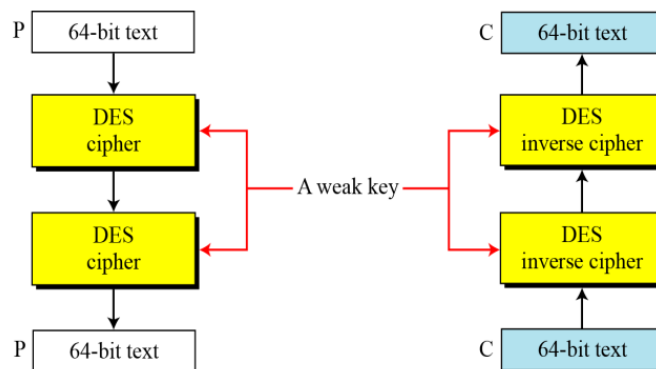 P 64-bit text
DES
cipher
DES
cipher
P 64-bit text
A weak key
C 64-bit text
DES
inverse cipher
DES
inverse cipher
C 64-bit text